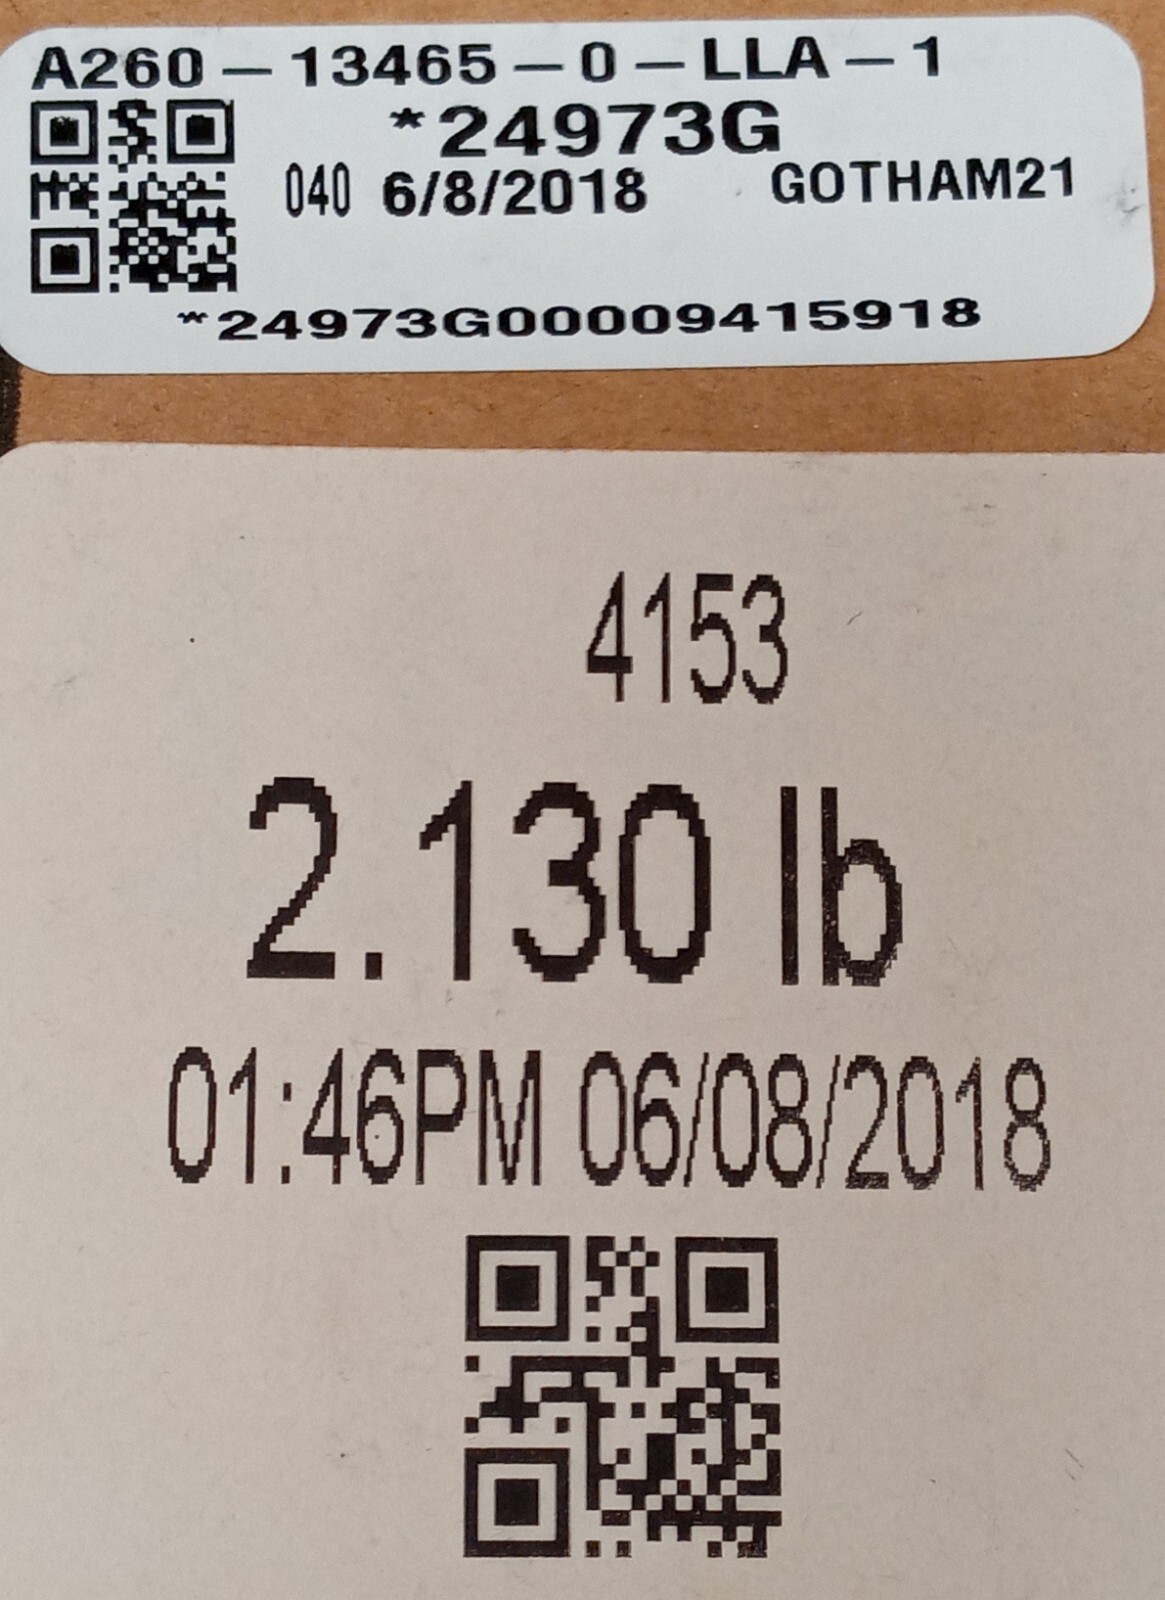 A260 – 13465 – 0 – LLA – 1
*24973G
040 6/8/2018 GOTHAM21
*24973G00009415918
4153
2.130 lb
01:46PM 06/08/2018